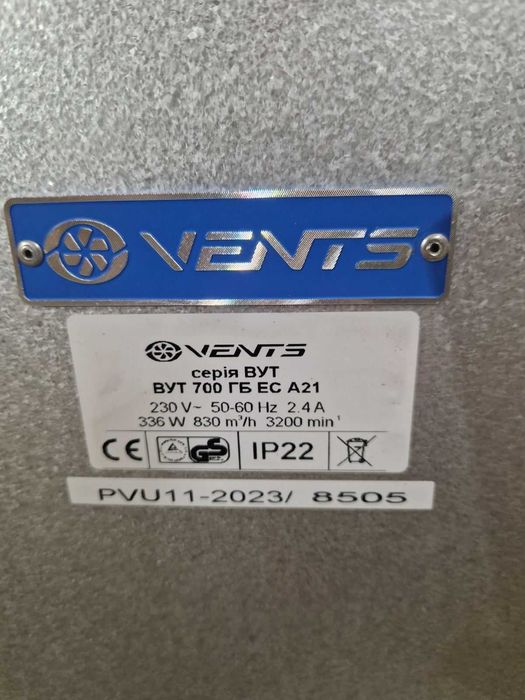 VENTS
VENTS
серія ВУТ
ВУТ 700 ГБ ЕС А21
230 V~ 50-60 Hz 2.4 A
336 W 830 m³/h 3200 min⁻¹
CE GS IP22
PVU11-2023/ 8505